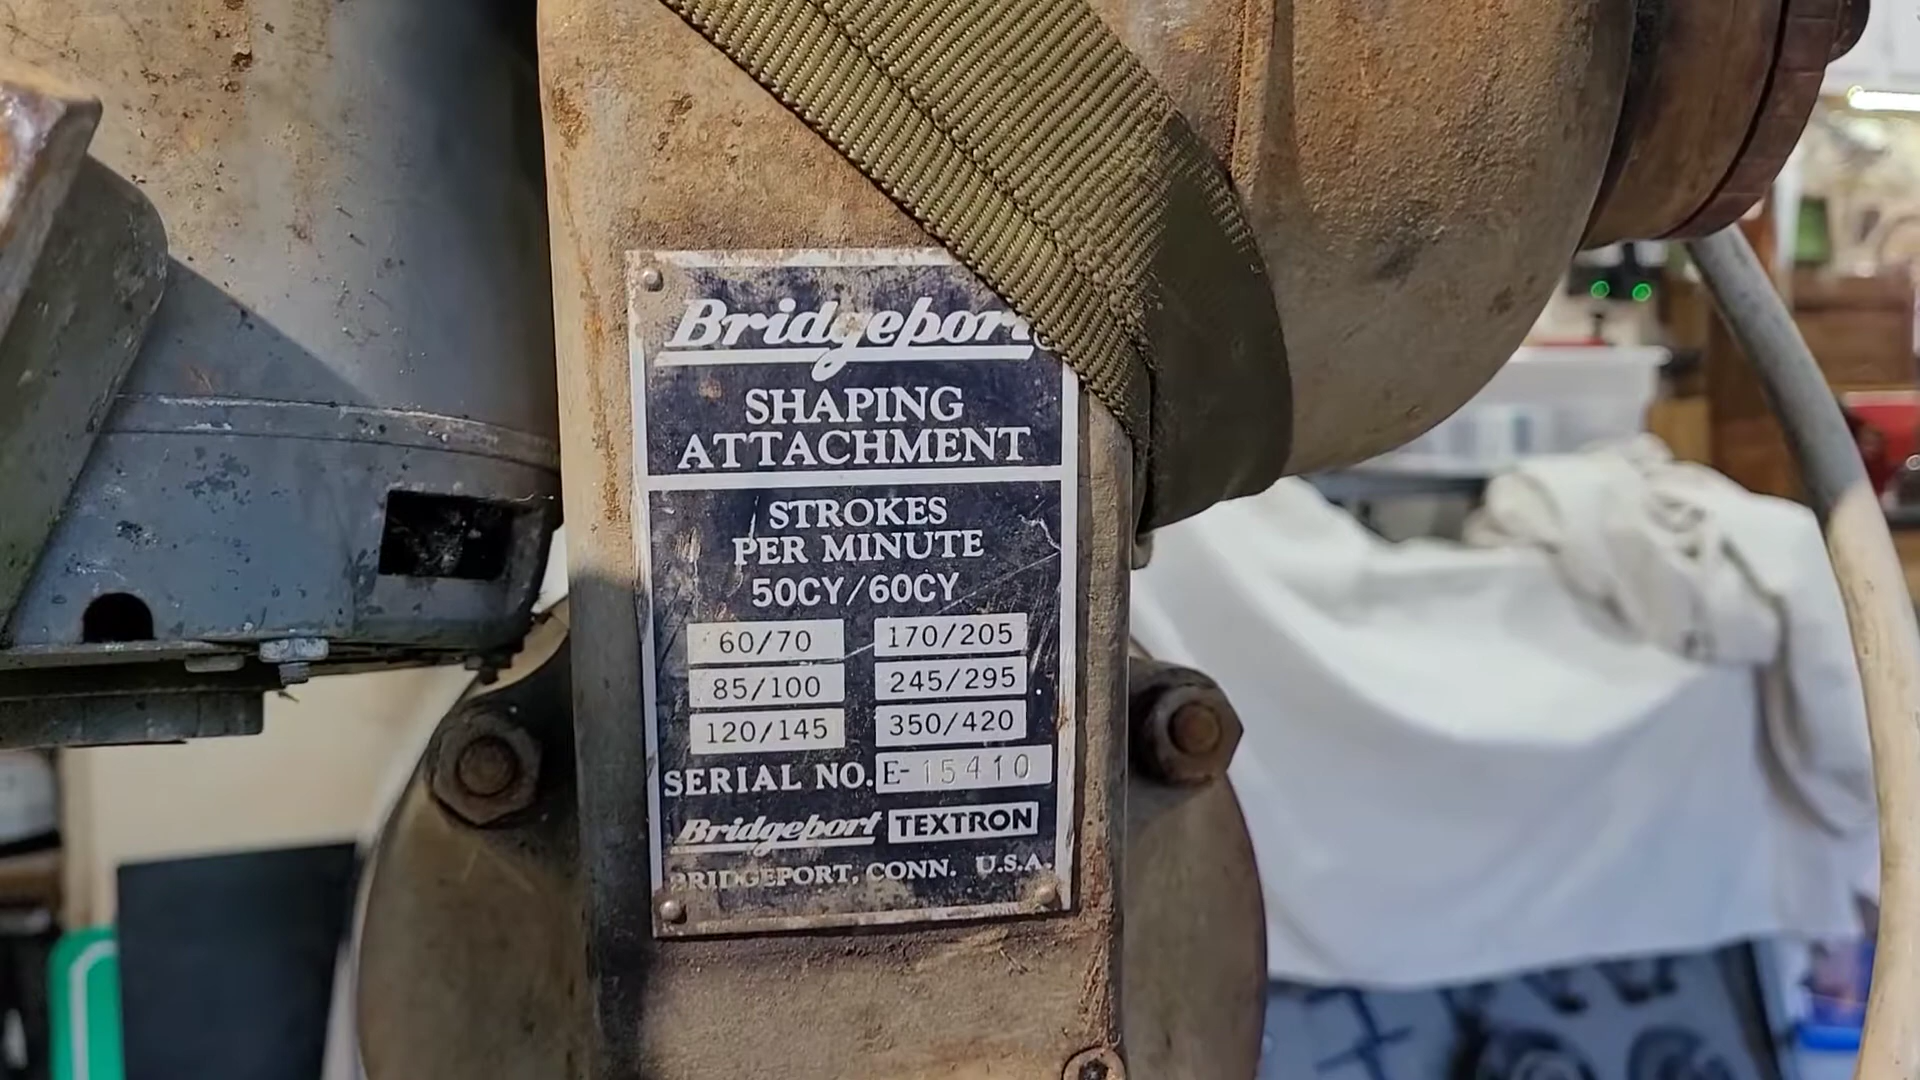 Bridgeport
SHAPING
ATTACHMENT
STROKES
PER MINUTE
50CY/60CY
60/70 170/205
85/100 245/295
120/145 350/420
SERIAL NO. E-15410
Bridgeport TEXTRON
BRIDGEPORT, CONN. U.S.A.